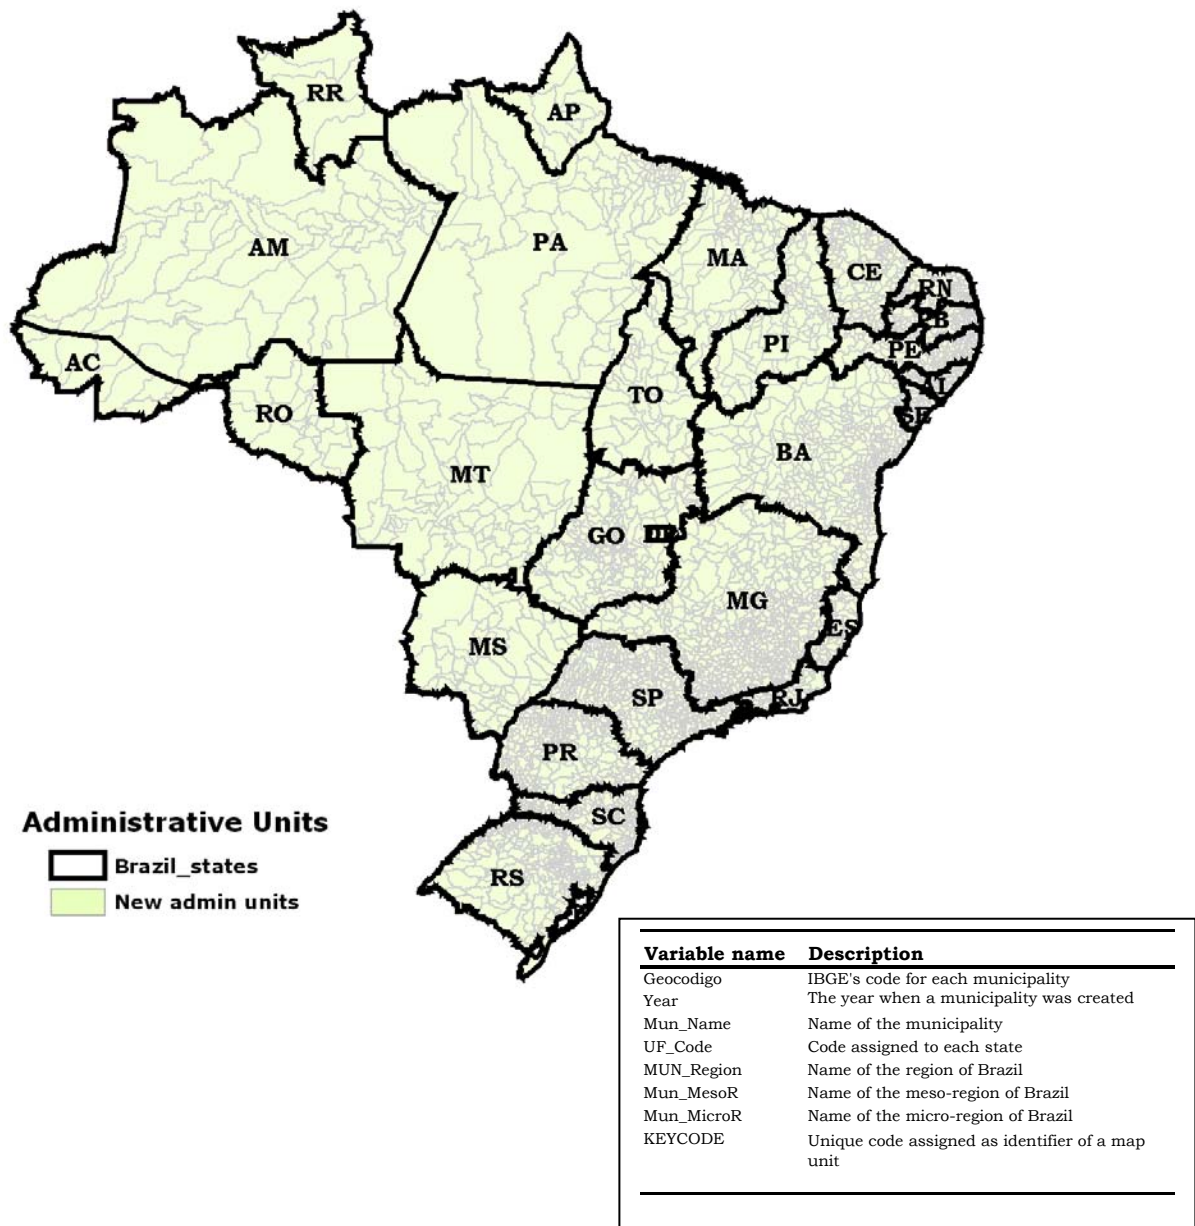 RR
AP
AM
PA
MA
CE
RN
PB
PI
PE
AC
TO
AL
RO
SE
BA
MT
GO
DF
MG
ES
MS
SP
RJ
PR
SC
RS
Administrative Units
Brazil_states
New admin units
Variable name Description
Geocodigo IBGE's code for each municipality
Year The year when a municipality was created
Mun_Name Name of the municipality
UF_Code Code assigned to each state
MUN_Region Name of the region of Brazil
Mun_MesoR Name of the meso-region of Brazil
Mun_MicroR Name of the micro-region of Brazil
KEYCODE Unique code assigned as identifier of a map
unit